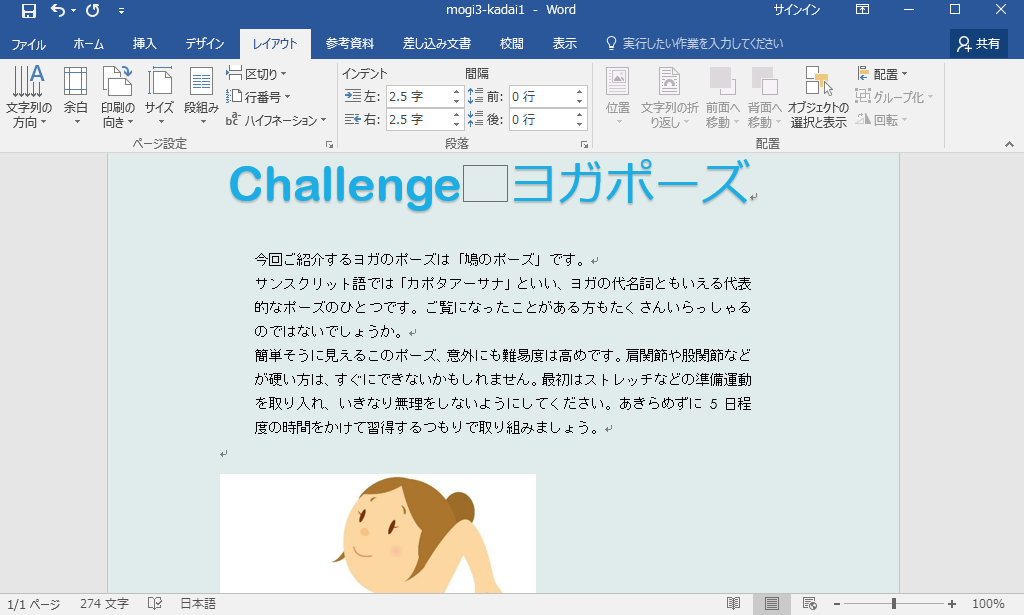 mogi3-kadai1 - Word
サインイン
ファイル ホーム 挿入 デザイン レイアウト 参考資料 差し込み文書 校閲 表示 実行したい作業を入力してください 共有
文字列の方向
余白
印刷の向き
サイズ
段組み
区切り
行番号
ハイフネーション
ページ設定
インデント
左: 2.5 字
右: 2.5 字
間隔
前: 0 行
後: 0 行
段落
位置
文字列の折り返し
前面へ移動
背面へ移動
オブジェクトの選択と表示
配置
グループ化
回転
配置
Challenge□ヨガポーズ
今回ご紹介するヨガのポーズは「鳩のポーズ」です。
サンスクリット語では「カポタアーサナ」といい、ヨガの代名詞ともいえる代表
的なポーズのひとつです。ご覧になったことがある方もたくさんいらっしゃる
のではないでしょうか。
簡単そうに見えるこのポーズ、意外にも難易度は高めです。肩関節や股関節など
が硬い方は、すぐにできないかもしれません。最初はストレッチなどの準備運動
を取り入れ、いきなり無理をしないようにしてください。あきらめずに 5 日程
度の時間をかけて習得するつもりで取り組みましょう。
1/1 ページ 274 文字 日本語 100%